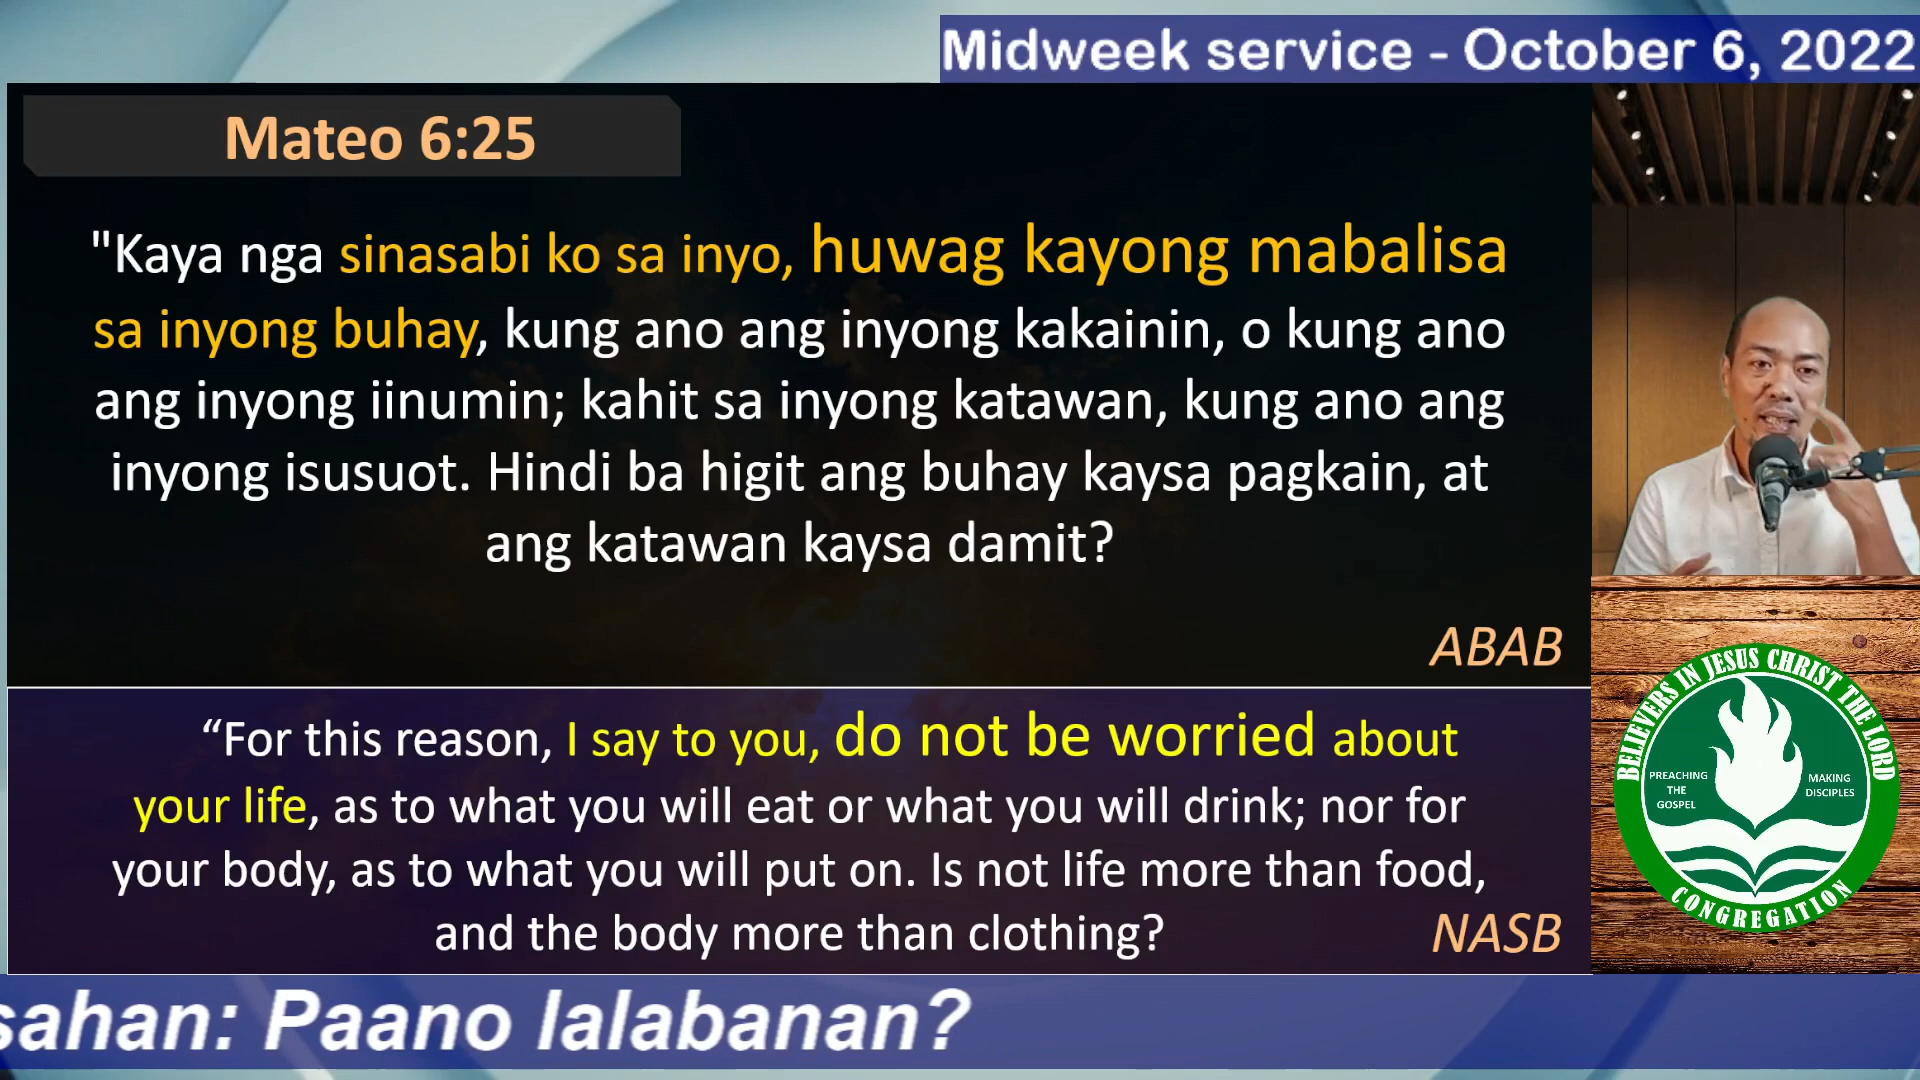 Midweek service - October 6, 2022
Mateo 6:25
"Kaya nga sinasabi ko sa inyo, huwag kayong mabalisa
sa inyong buhay, kung ano ang inyong kakainin, o kung ano
ang inyong iinumin; kahit sa inyong katawan, kung ano ang
inyong isusuot. Hindi ba higit ang buhay kaysa pagkain, at
ang katawan kaysa damit?
ABAB
“For this reason, I say to you, do not be worried about
your life, as to what you will eat or what you will drink; nor for
your body, as to what you will put on. Is not life more than food,
and the body more than clothing?
NASB
BELIEVERS IN JESUS CHRIST THE LORD
PREACHING
THE
GOSPEL
MAKING
DISCIPLES
CONGREGATION
sahan: Paano lalabanan?